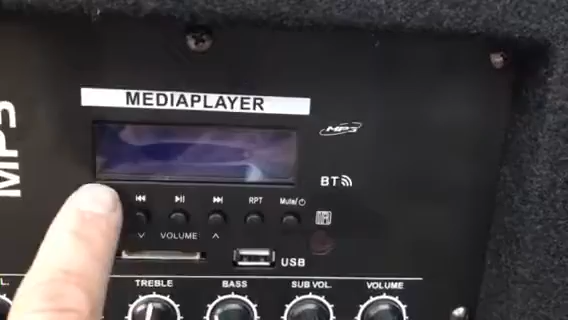 MEDIAPLAYER
MP3
MP3
BT
RPT
Mute/
VOLUME
USB
L.
TREBLE
BASS
SUB VOL.
VOLUME